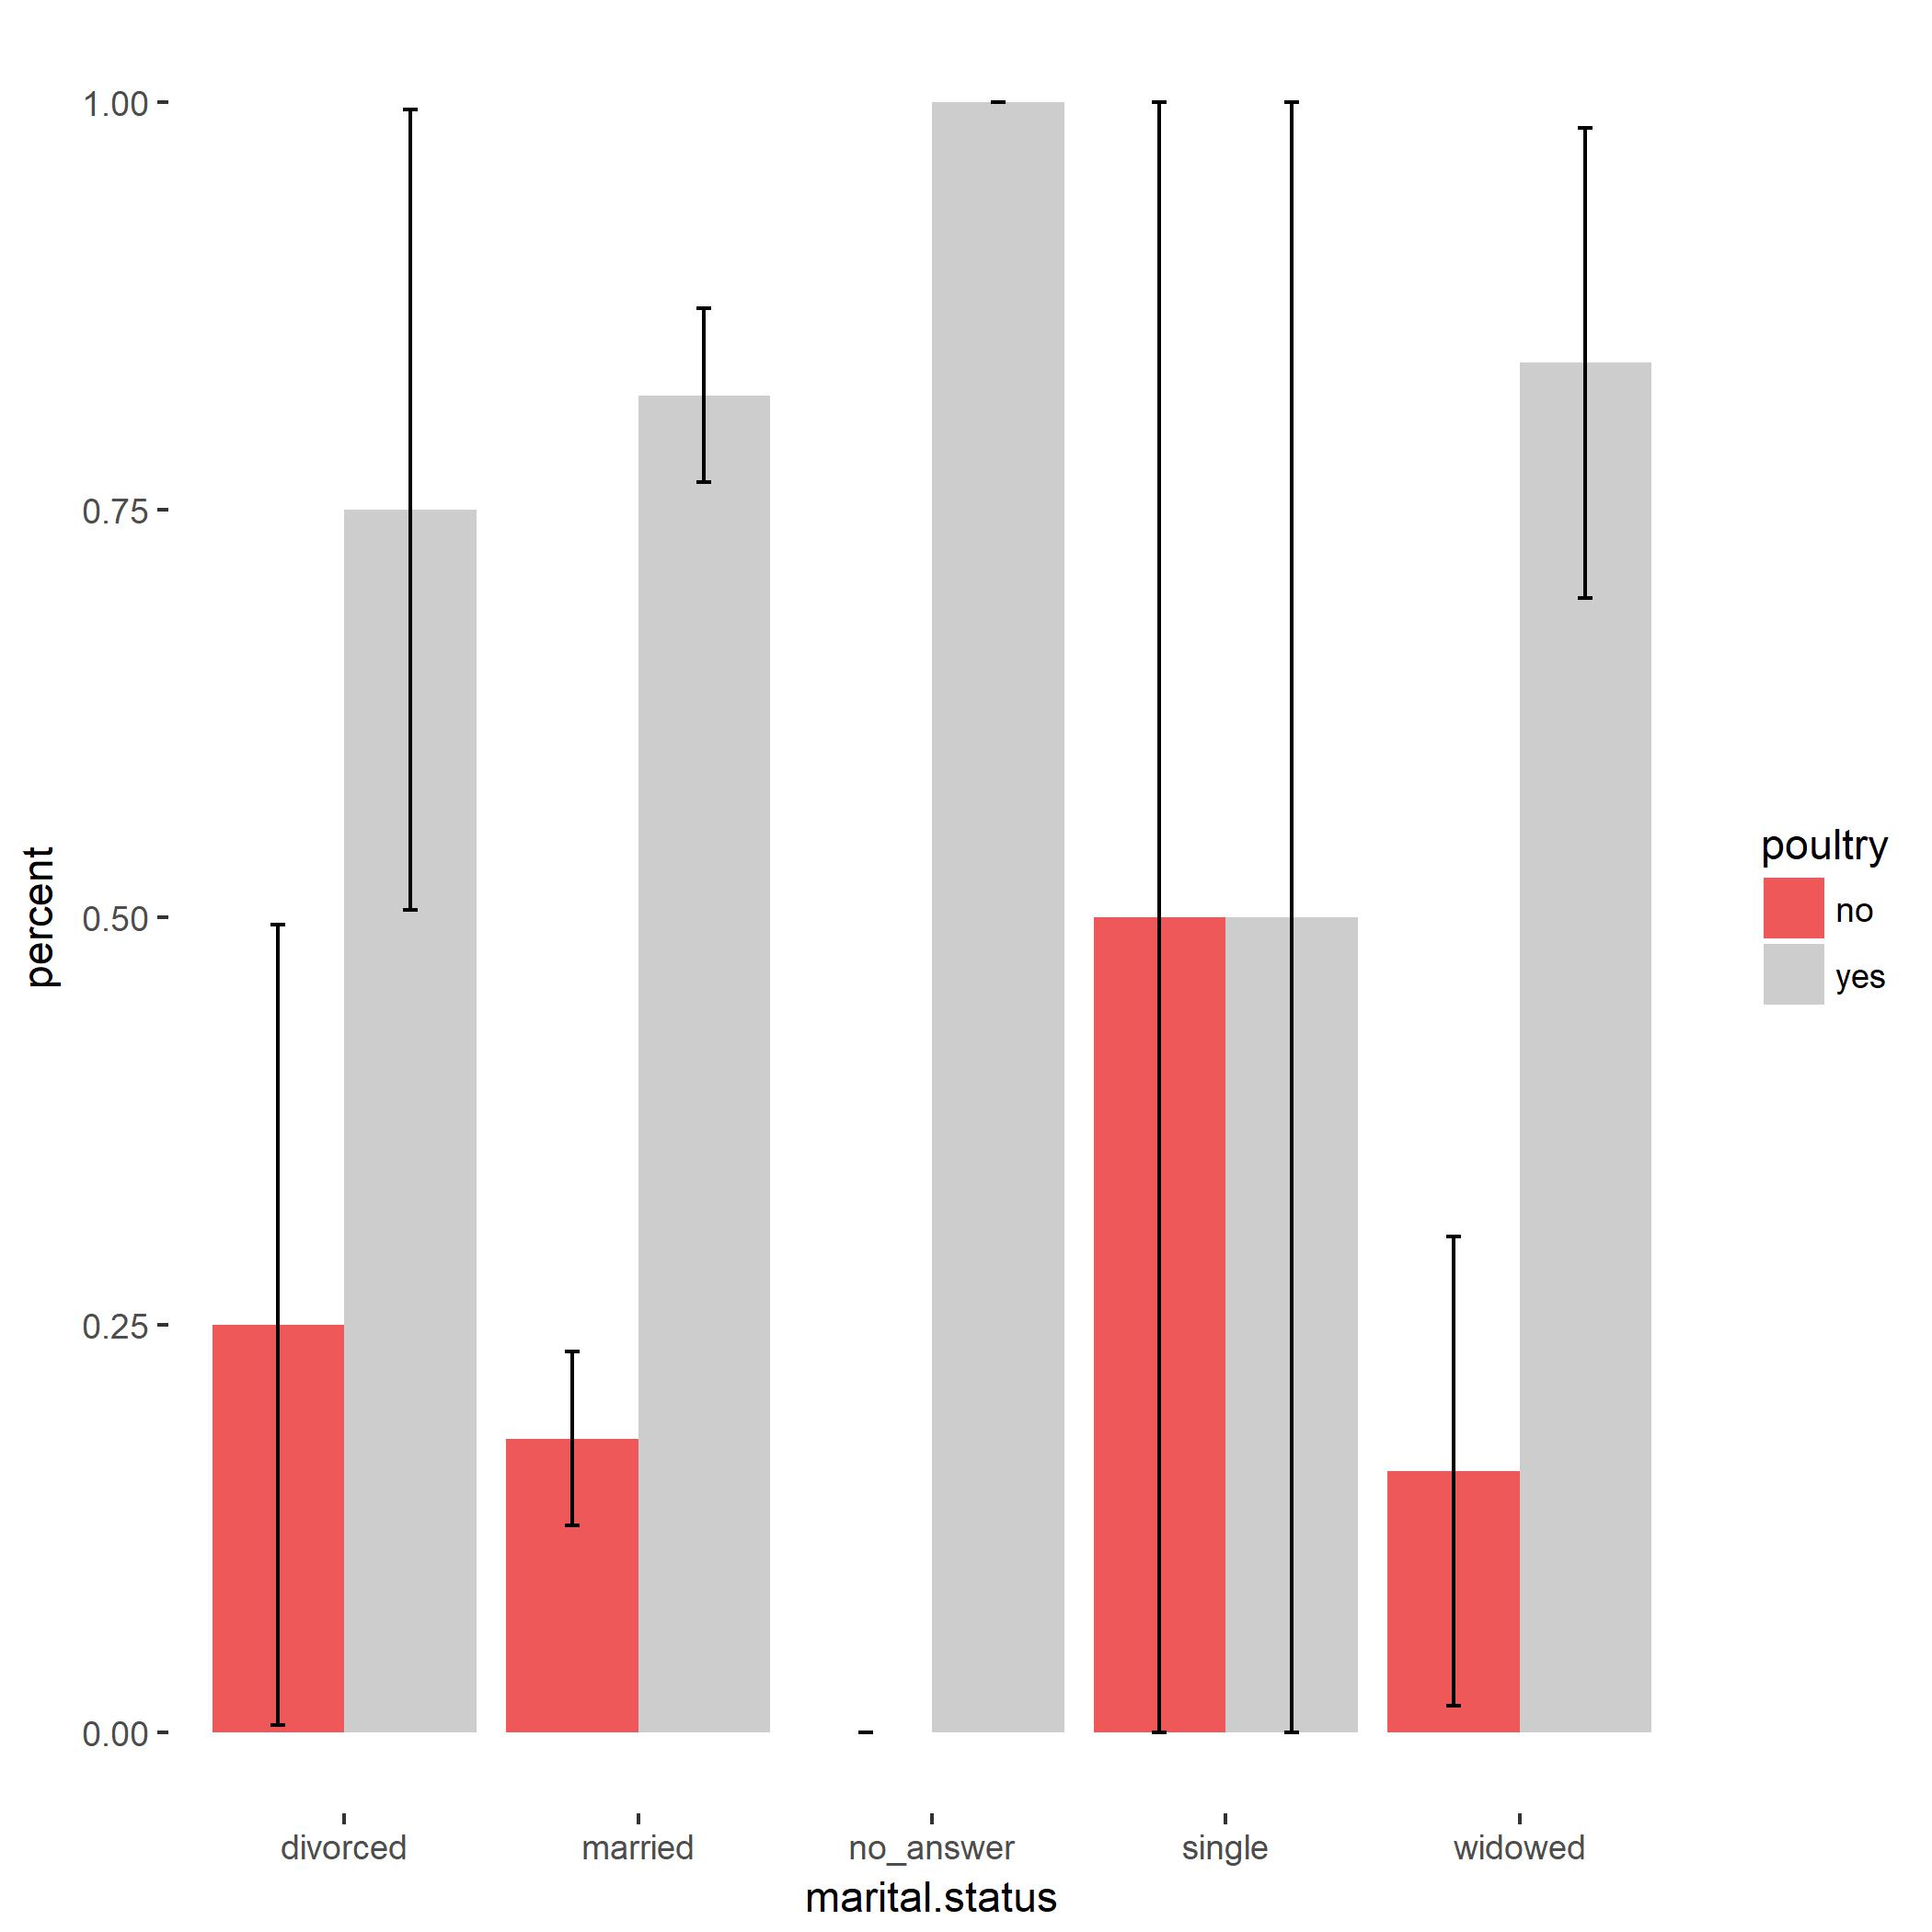 percent
1.00
0.75
0.50
0.25
0.00
divorced married no_answer single widowed
marital.status
poultry
no
yes